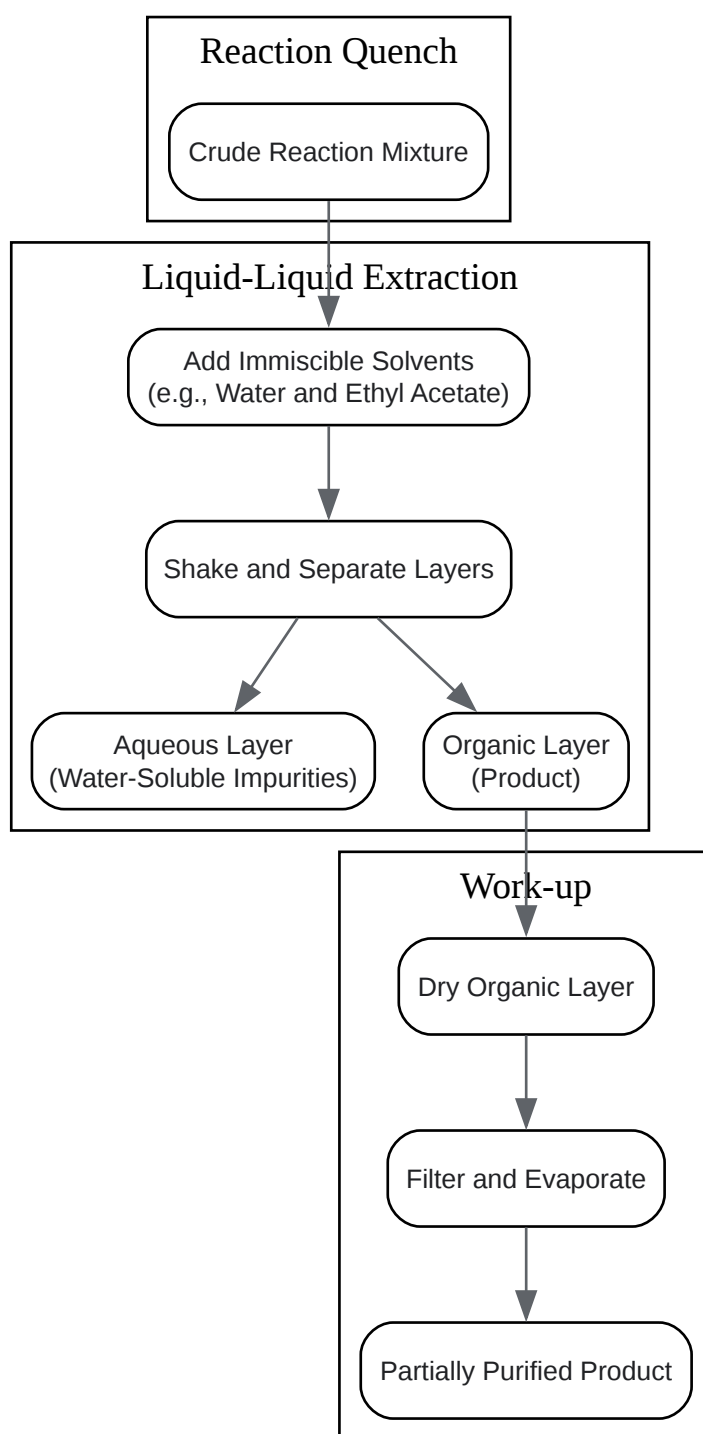 Reaction Quench
Crude Reaction Mixture
Liquid-Liquid Extraction
Add Immiscible Solvents
(e.g., Water and Ethyl Acetate)
Shake and Separate Layers
Aqueous Layer
(Water-Soluble Impurities)
Organic Layer
(Product)
Work-up
Dry Organic Layer
Filter and Evaporate
Partially Purified Product